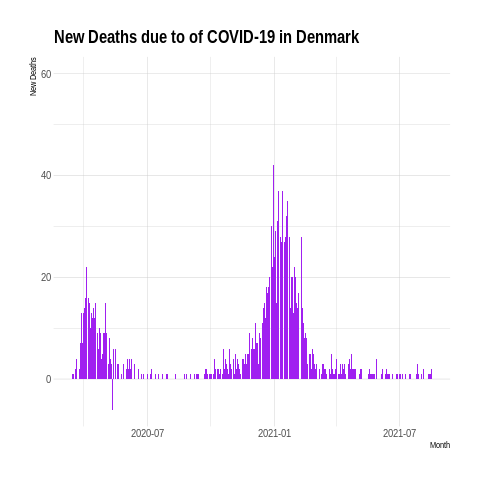 New Deaths due to of COVID-19 in Denmark
New Deaths
60
40
20
0
2020-07
2021-01
2021-07
Month